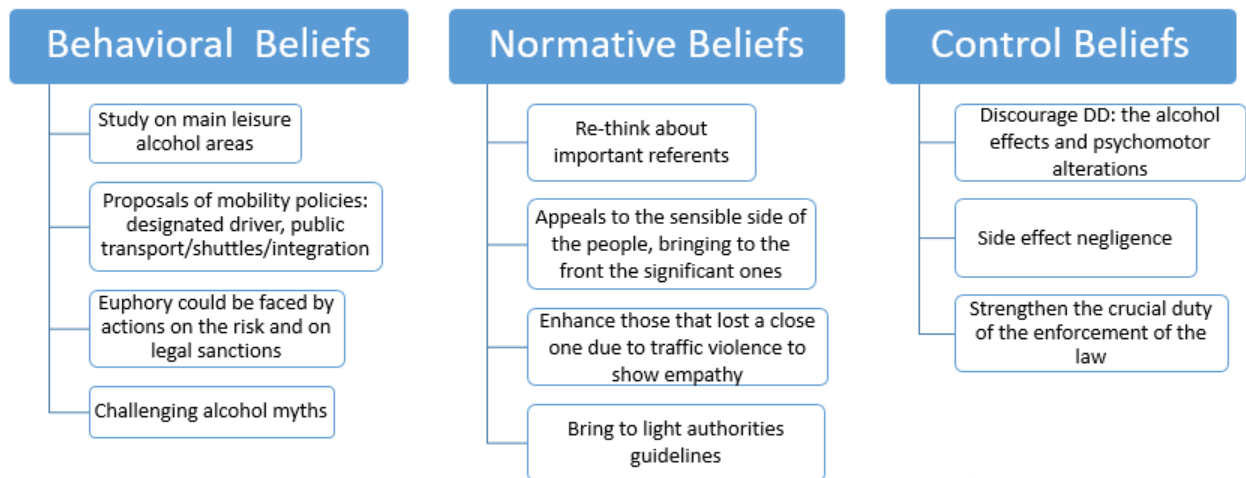 Behavioral Beliefs
Study on main leisure
alcohol areas
Proposals of mobility policies:
designated driver, public
transport/shuttles/integration
Euphory could be faced by
actions on the risk and on
legal sanctions
Challenging alcohol myths
Normative Beliefs
Re-think about
important referents
Appeals to the sensible side of
the people, bringing to the
front the significant ones
Enhance those that lost a close
one due to traffic violence to
show empathy
Bring to light authorities
guidelines
Control Beliefs
Discourage DD: the alcohol
effects and psychomotor
alterations
Side effect negligence
Strengthen the crucial duty
of the enforcement of the
law